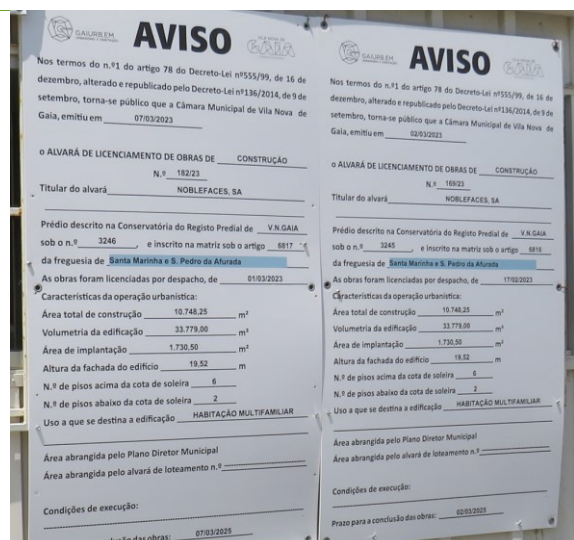 GAIURB.EM
AVISO
GAIA
Nos termos do n.º1 do artigo 78 do Decreto-Lei nº555/99, de 16 de
dezembro, alterado e republicado pelo Decreto-Lei nº136/2014, de 9 de
setembro, torna-se público que a Câmara Municipal de Vila Nova de
Gaia, emitiu em 07/03/2023
o ALVARÁ DE LICENCIAMENTO DE OBRAS DE CONSTRUÇÃO
N.º 182/23
Titular do alvará NOBLEFACES, SA
Prédio descrito na Conservatória do Registo Predial de V.N.GAIA
sob o n.º 3246, e inscrito na matriz sob o artigo 6817
da freguesia de Santa Marinha e S. Pedro da Afurada
As obras foram licenciadas por despacho, de 01/03/2023
Características da operação urbanística:
Área total de construção 10.748,25 m²
Volumetria da edificação 33.779,00 m³
Área de implantação 1.730,50 m²
Altura da fachada do edifício 19,52 m
N.º de pisos acima da cota de soleira 6
N.º de pisos abaixo da cota de soleira 2
Uso a que se destina a edificação HABITAÇÃO MULTIFAMILIAR
Área abrangida pelo Plano Diretor Municipal
Área abrangida pelo alvará de loteamento n.º
Condições de execução:
conclusão das obras: 07/03/2025
GAIURB.EM
AVISO
GAIA
Nos termos do n.º1 do artigo 78 do Decreto-Lei nº555/99, de 16 de
dezembro, alterado e republicado pelo Decreto-Lei nº136/2014, de 9 de
setembro, torna-se público que a Câmara Municipal de Vila Nova de
Gaia, emitiu em 02/03/2023
o ALVARÁ DE LICENCIAMENTO DE OBRAS DE CONSTRUÇÃO
N.º 169/23
Titular do alvará NOBLEFACES, SA
Prédio descrito na Conservatória do Registo Predial de V.N.GAIA
sob o n.º 3245, e inscrito na matriz sob o artigo 6816
da freguesia de Santa Marinha e S. Pedro da Afurada
As obras foram licenciadas por despacho, de 17/02/2023
Características da operação urbanística:
Área total de construção 10.748,25 m²
Volumetria da edificação 33.779,00 m³
Área de implantação 1.730,50 m²
Altura da fachada do edifício 19,52 m
N.º de pisos acima da cota de soleira 6
N.º de pisos abaixo da cota de soleira 2
Uso a que se destina a edificação HABITAÇÃO MULTIFAMILIAR
Área abrangida pelo Plano Diretor Municipal
Área abrangida pelo alvará de loteamento n.º
Condições de execução:
Prazo para a conclusão das obras: 02/03/2025